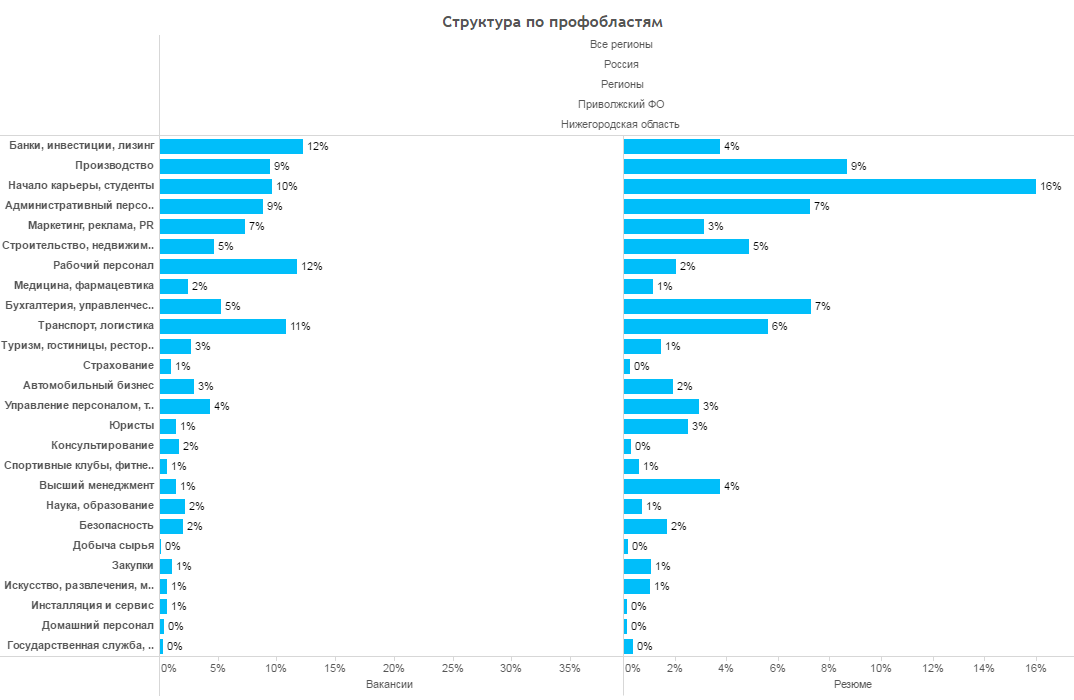 Структура по профобластям
Все регионы
Россия
Регионы
Приволжский ФО
Нижегородская область
Банки, инвестиции, лизинг 12% 4%
Производство 9% 9%
Начало карьеры, студенты 10% 16%
Административный персо.. 9% 7%
Маркетинг, реклама, PR 7% 3%
Строительство, недвижим.. 5% 5%
Рабочий персонал 12% 2%
Медицина, фармацевтика 2% 1%
Бухгалтерия, управленчес.. 5% 7%
Транспорт, логистика 11% 6%
Туризм, гостиницы, рестор.. 3% 1%
Страхование 1% 0%
Автомобильный бизнес 3% 2%
Управление персоналом, т.. 4% 3%
Юристы 1% 3%
Консультирование 2% 0%
Спортивные клубы, фитне.. 1% 1%
Высший менеджмент 1% 4%
Наука, образование 2% 1%
Безопасность 2% 2%
Добыча сырья 0% 0%
Закупки 1% 1%
Искусство, развлечения, м.. 1% 1%
Инсталляция и сервис 1% 0%
Домашний персонал 0% 0%
Государственная служба, .. 0% 0%
0% 5% 10% 15% 20% 25% 30% 35% 0% 2% 4% 6% 8% 10% 12% 14% 16%
Вакансии Резюме